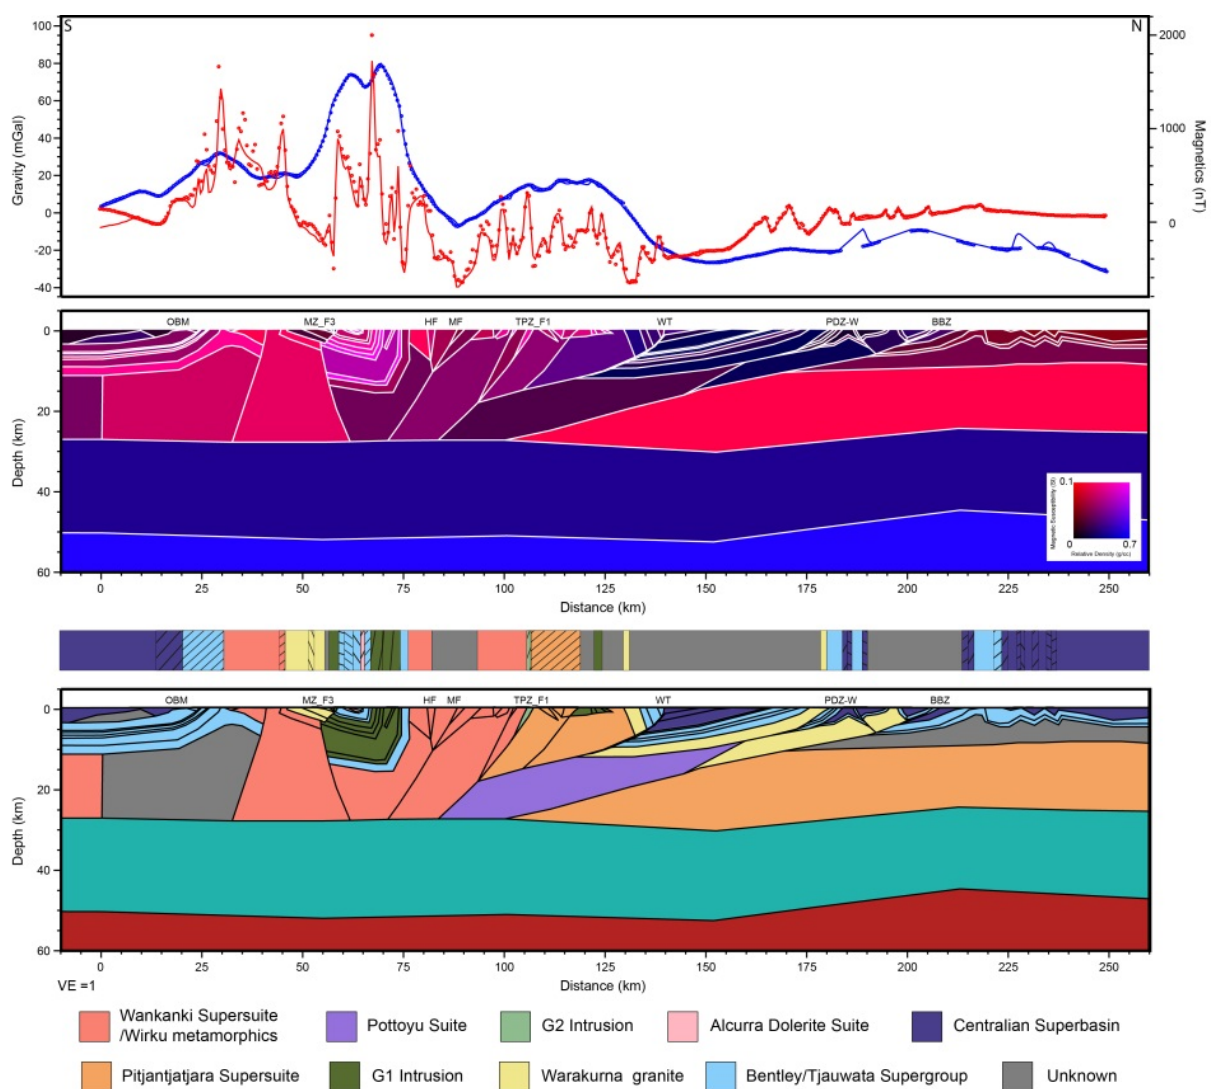 S
N
100
80
60
40
20
0
-20
-40
Gravity (mGal)
2000
1000
0
Magnetics (nT)
OBM
MZ_F3
HF
MF
TPZ_F1
WT
PDZ-W
BBZ
0
20
40
60
Depth (km)
0.1
0
0.7
Magnetic Susceptibility (SI)
Relative Density (g/cc)
0
25
50
75
100
125
150
175
200
225
250
Distance (km)
OBM
MZ_F3
HF
MF
TPZ_F1
WT
PDZ-W
BBZ
0
20
40
60
Depth (km)
0
25
50
75
100
125
150
175
200
225
250
VE =1
Distance (km)
Wankanki Supersuite
/Wirku metamorphics
Pottoyu Suite
G2 Intrusion
Alcurra Dolerite Suite
Centralian Superbasin
Pitjantjatjara Supersuite
G1 Intrusion
Warakurna granite
Bentley/Tjauwata Supergroup
Unknown